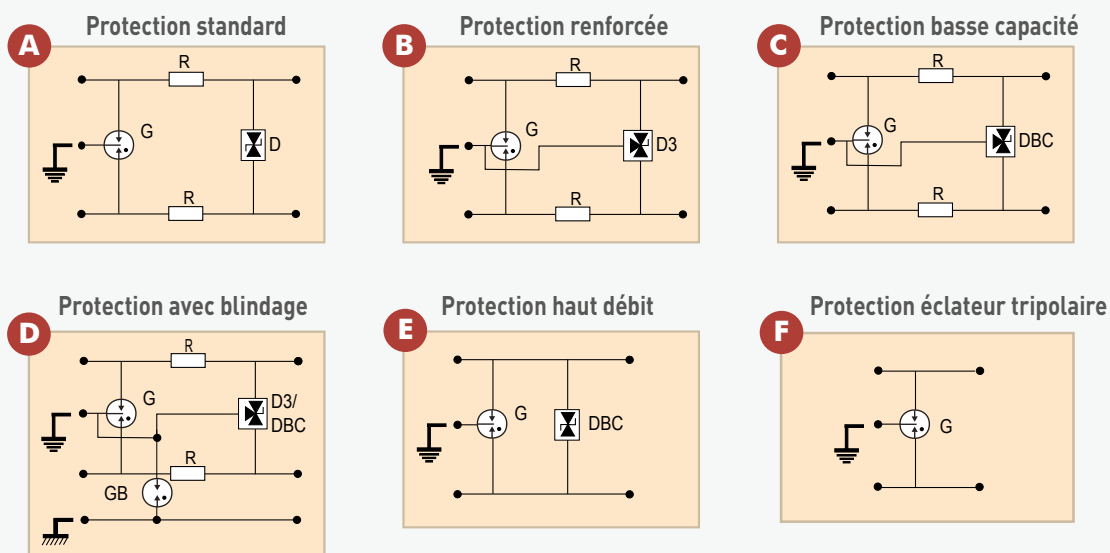 A
Protection standard
R
G
D
R
B
Protection renforcée
R
G
D3
R
C
Protection basse capacité
R
G
DBC
R
D
Protection avec blindage
R
G
D3/
DBC
R
GB
E
Protection haut débit
G
DBC
F
Protection éclateur tripolaire
G